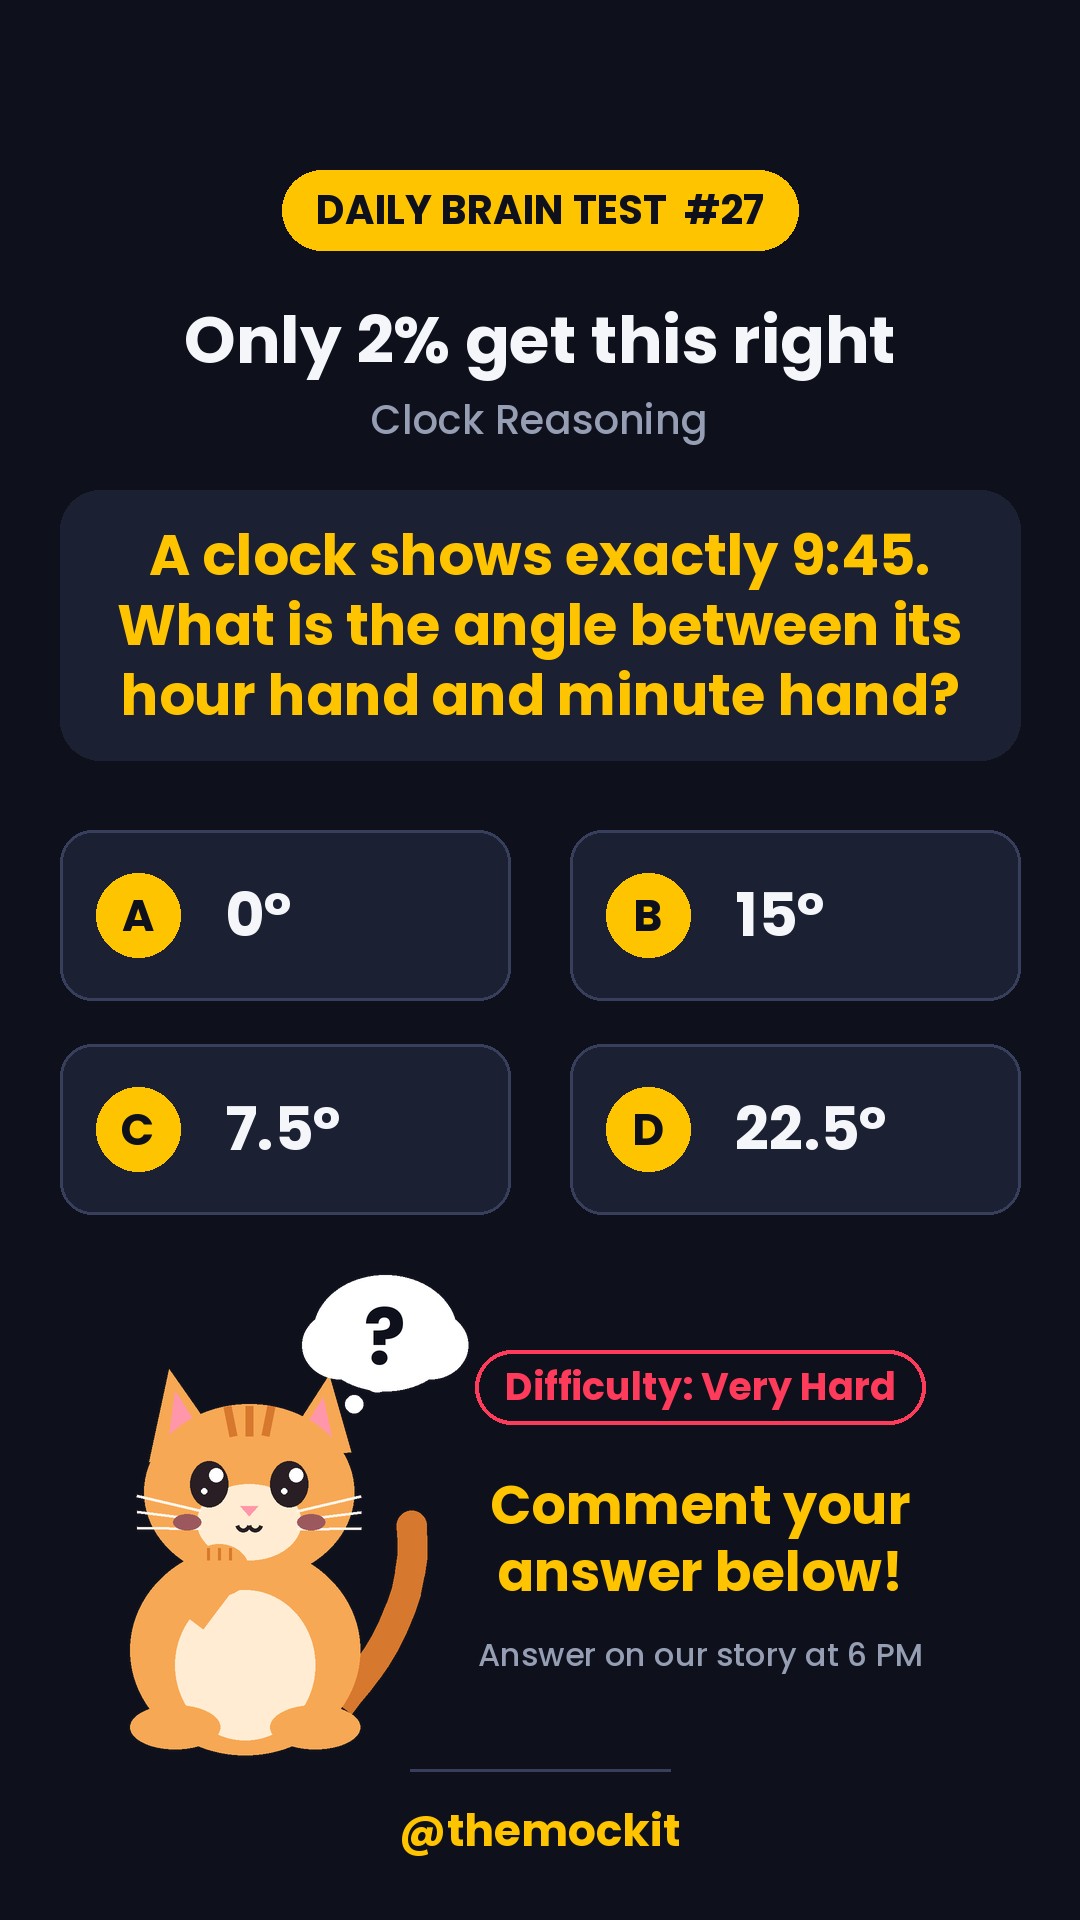 DAILY BRAIN TEST #27
Only 2% get this right
Clock Reasoning
A clock shows exactly 9:45.
What is the angle between its
hour hand and minute hand?
A 0°
B 15°
C 7.5°
D 22.5°
?
Difficulty: Very Hard
Comment your
answer below!
Answer on our story at 6 PM
@themockit